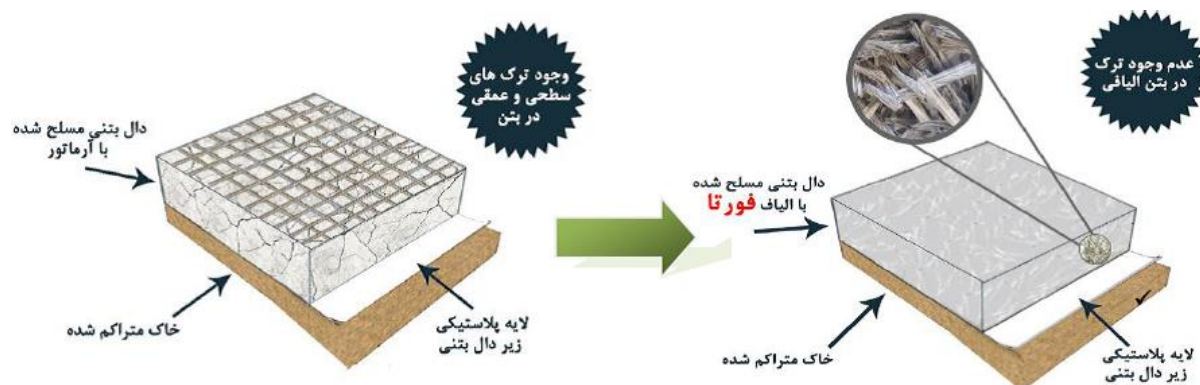 وجود ترک های
سطحی و عمقی
در بتن
دال بتنی مسلح شده
با آرماتور
خاک متراکم شده
لایه پلاستیکی
زیر دال بتنی
عدم وجود ترک
در بتن الیافی
دال بتنی مسلح شده
با الیاف فورتا
خاک متراکم شده
لایه پلاستیکی
زیر دال بتنی